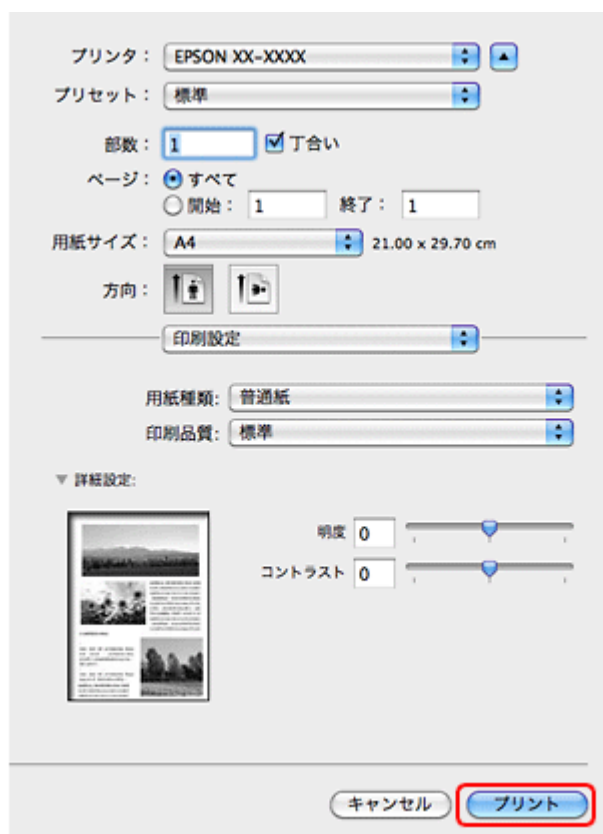 プリンタ： EPSON XX-XXXX
プリセット： 標準
部数： 1 丁合い
ページ： すべて
開始： 1 終了： 1
用紙サイズ： A4 21.00 x 29.70 cm
方向：
印刷設定
用紙種類: 普通紙
印刷品質: 標準
詳細設定:
明度 0
コントラスト 0
キャンセル プリント